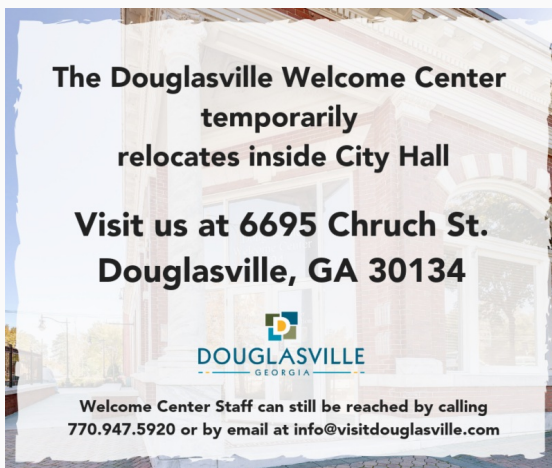 The Douglasville Welcome Center
temporarily
relocates inside City Hall
Visit us at 6695 Chruch St.
Douglasville, GA 30134
D
DOUGLASVILLE
GEORGIA
Welcome Center Staff can still be reached by calling
770.947.5920 or by email at info@visitdouglasville.com